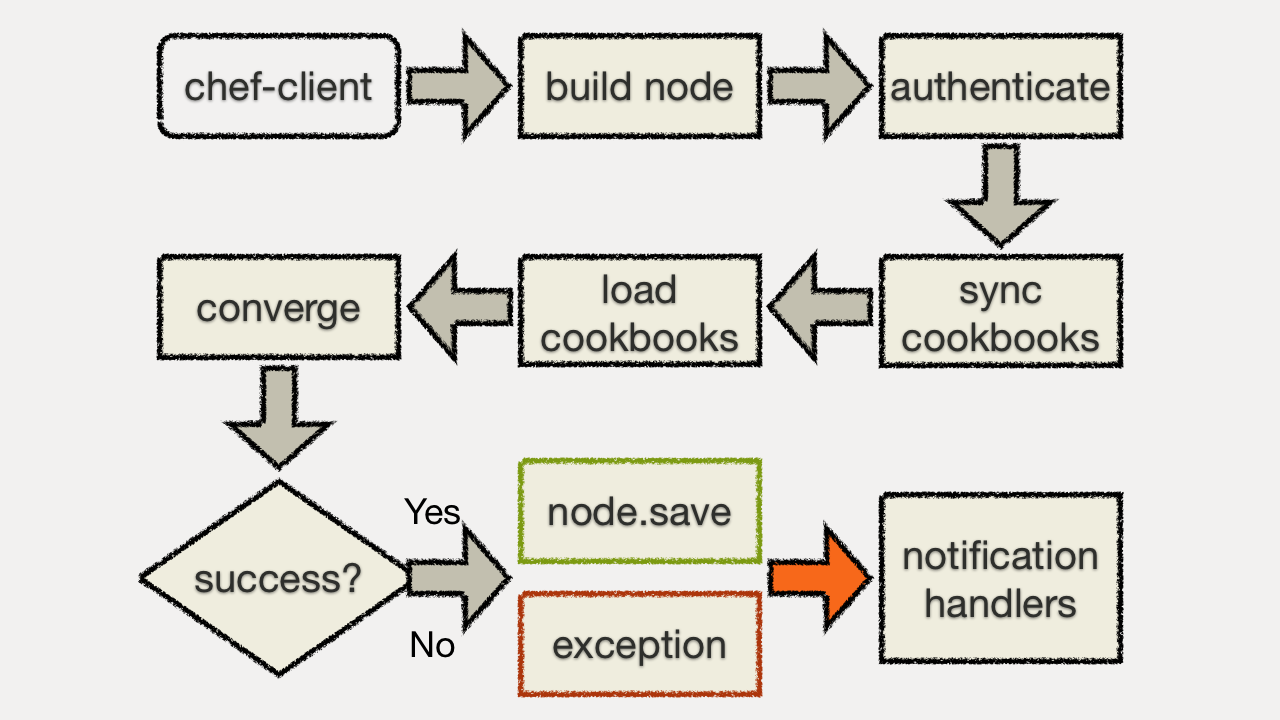 chef-client
build node
authenticate
sync
cookbooks
load
cookbooks
converge
success?
Yes
No
node.save
exception
notification
handlers